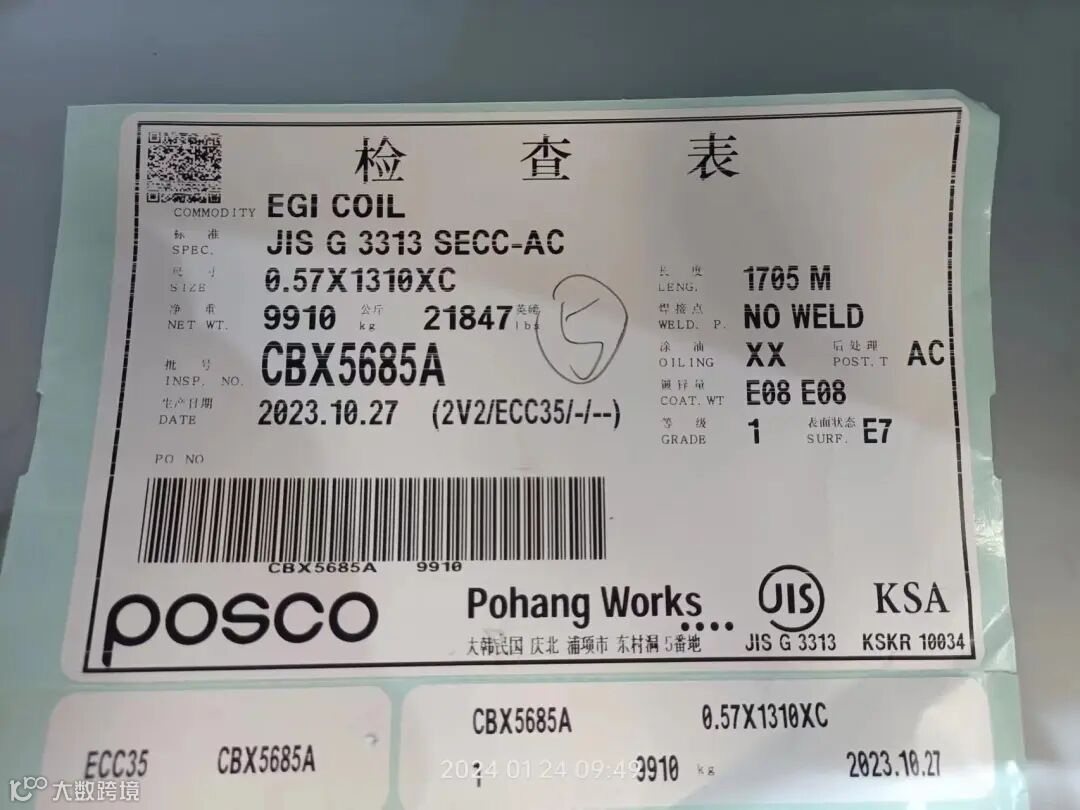 检 查 表
COMMODITY EGI COIL
标 准
SPEC. JIS G 3313 SECC-AC
尺 寸
SIZE 0.57X1310XC
长 度
LENG. 1705 M
净 重
NET WT. 9910 公斤 kg 21847 英磅 lbs
焊接点
WELD. P. NO WELD
5
涂 油
OILING XX
后处理
POST. T AC
批 号
INSP. NO. CBX5685A
镀锌量
COAT. WT E08 E08
生产日期
DATE 2023.10.27 (2V2/ECC35/-/--)
等 级
GRADE 1
表面状态
SURF. E7
PO NO
CBX5685A 9910
posco
Pohang Works
大韩民国 庆北 浦项市 东村洞 5番地
JIS
JIS G 3313
KSA
KSKR 10034
ECC35 CBX5685A
CBX5685A 0.57X1310XC
1 9910 kg 2023.10.27
2024 01 24 09:49
大数跨境